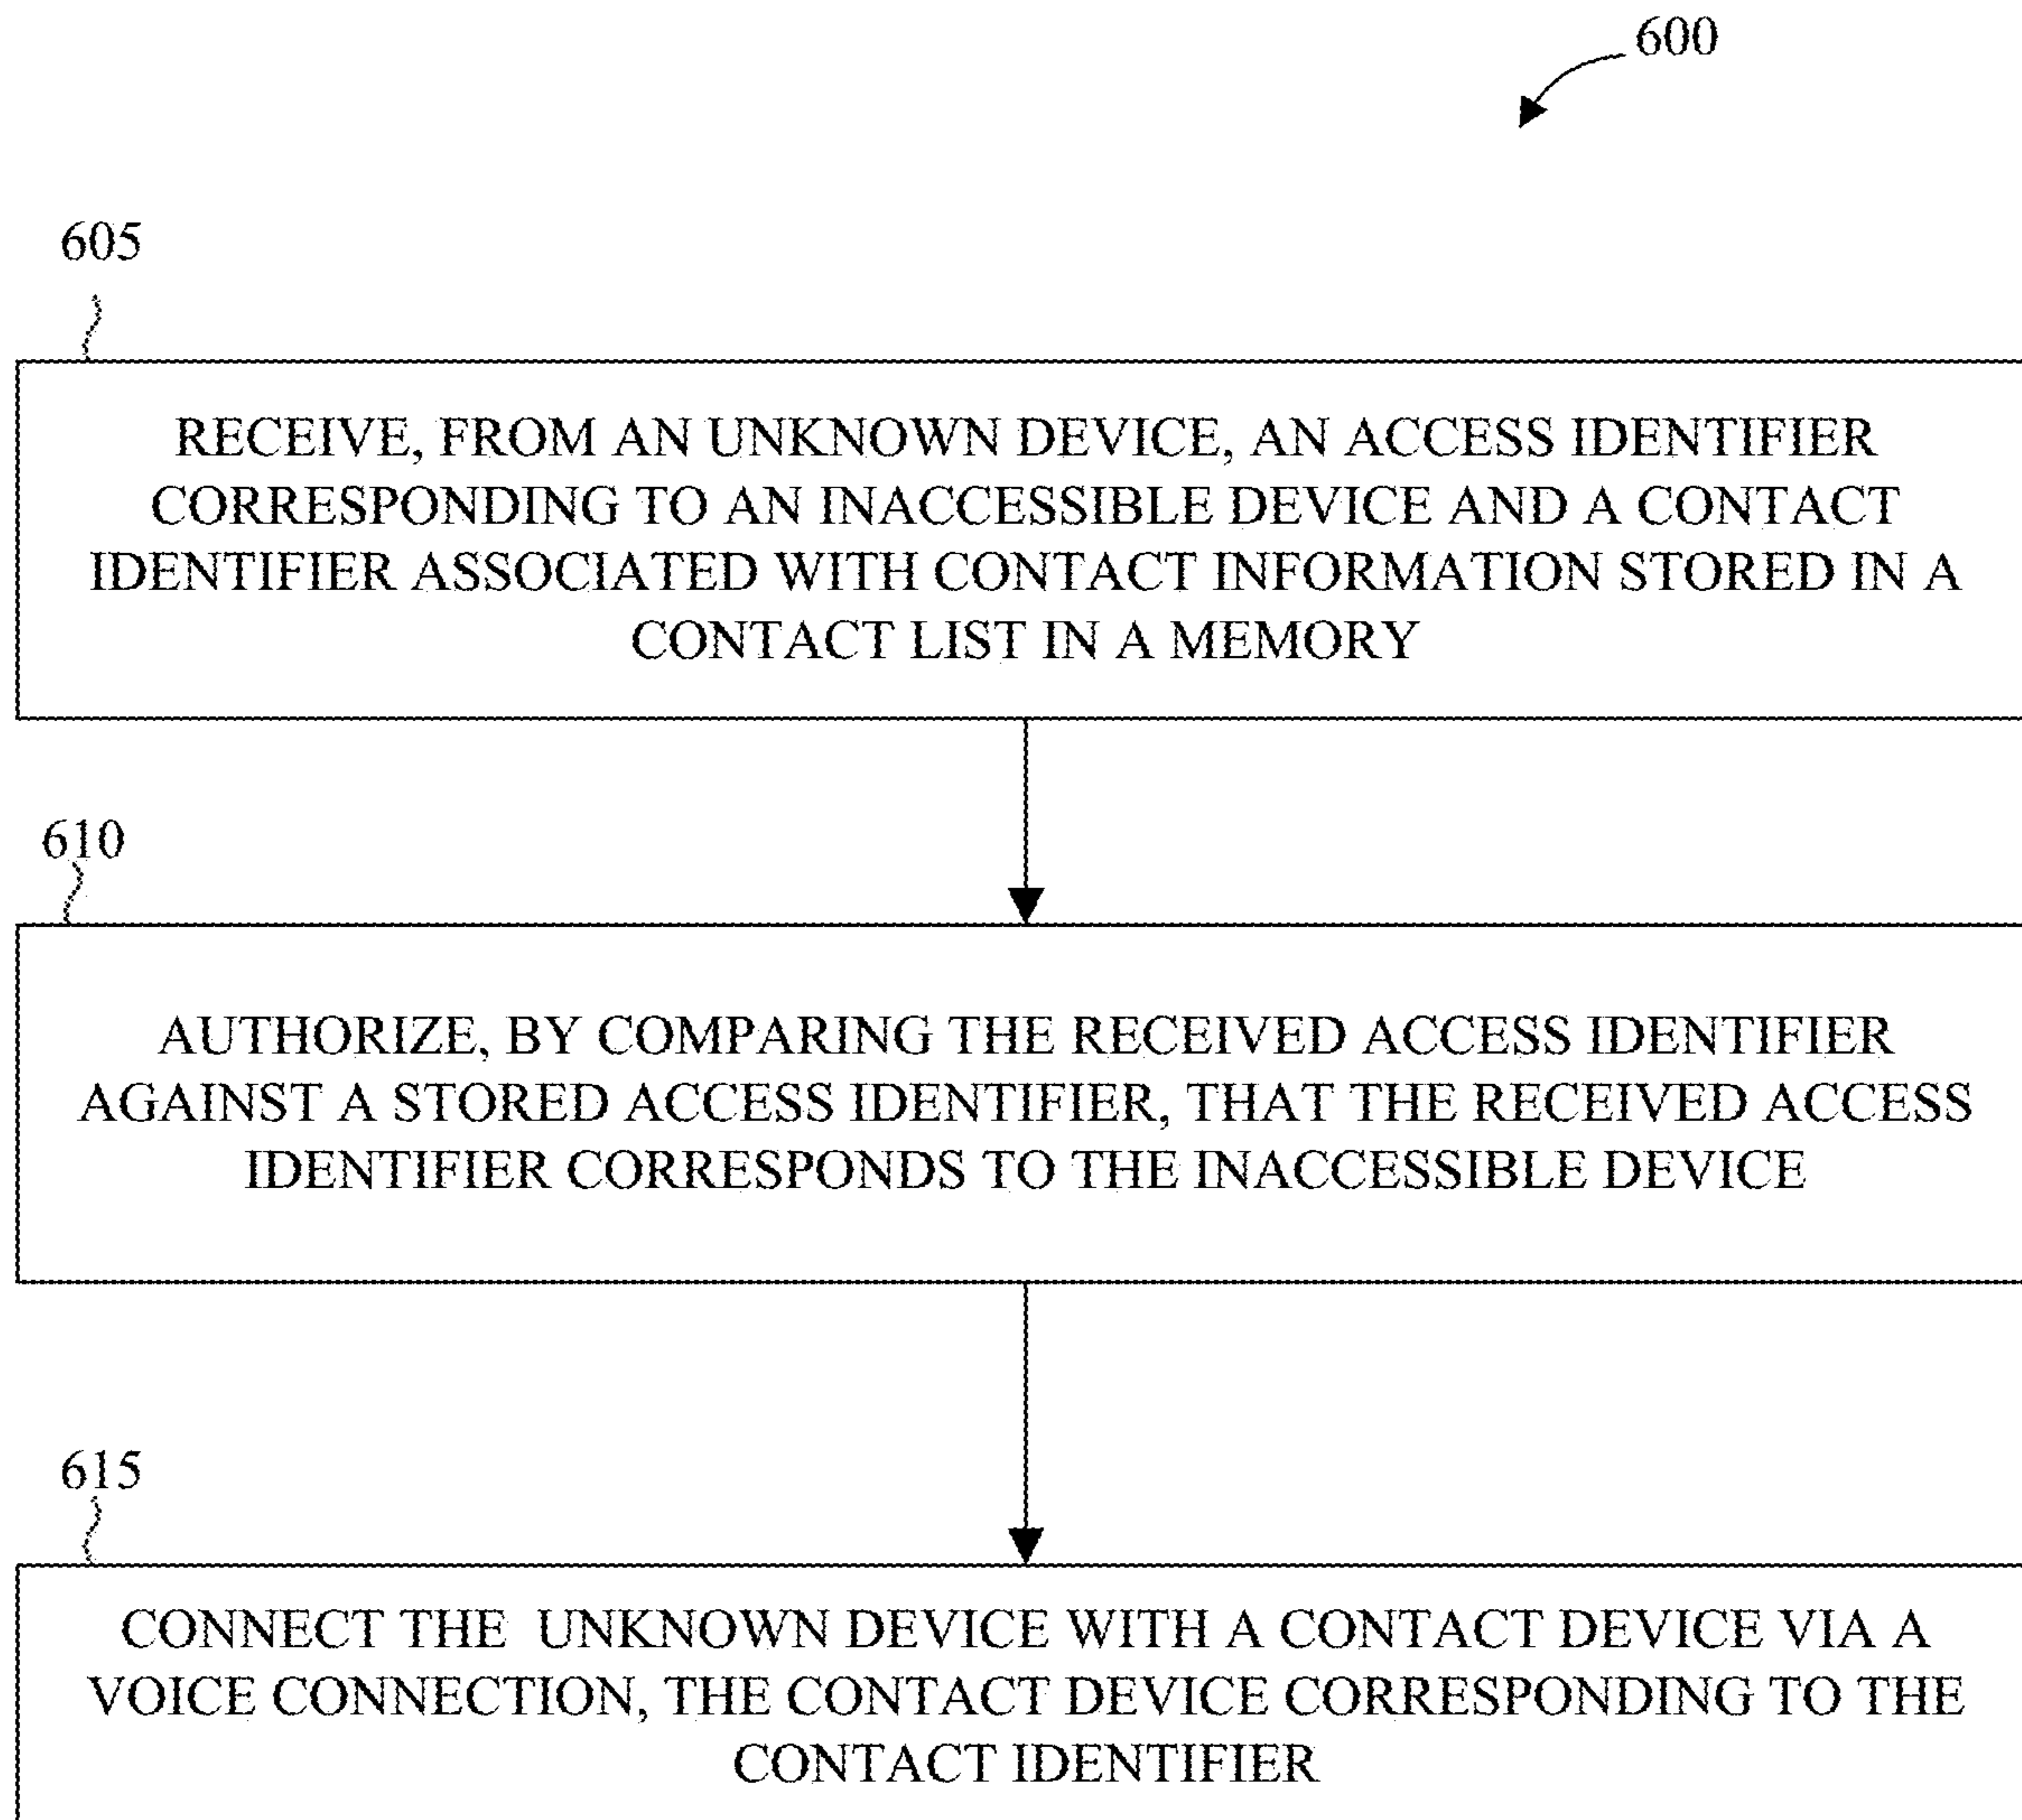 600
605
RECEIVE, FROM AN UNKNOWN DEVICE, AN ACCESS IDENTIFIER
CORRESPONDING TO AN INACCESSIBLE DEVICE AND A CONTACT
IDENTIFIER ASSOCIATED WITH CONTACT INFORMATION STORED IN A
CONTACT LIST IN A MEMORY
610
AUTHORIZE, BY COMPARING THE RECEIVED ACCESS IDENTIFIER
AGAINST A STORED ACCESS IDENTIFIER, THAT THE RECEIVED ACCESS
IDENTIFIER CORRESPONDS TO THE INACCESSIBLE DEVICE
615
CONNECT THE UNKNOWN DEVICE WITH A CONTACT DEVICE VIA A
VOICE CONNECTION, THE CONTACT DEVICE CORRESPONDING TO THE
CONTACT IDENTIFIER